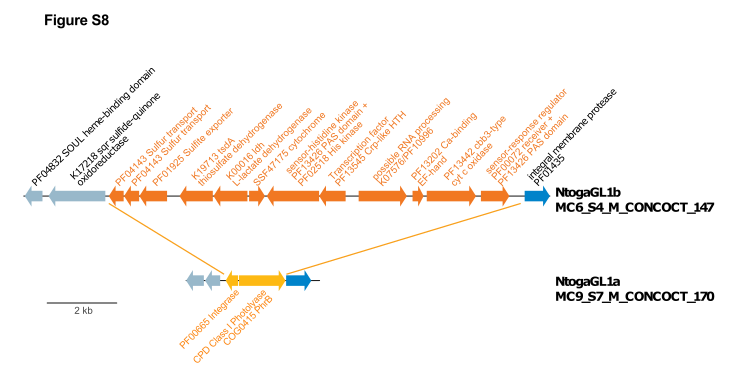 Figure S8
PF04832 SOUL heme-binding domain
K17218 sqr sulfide-quinone
oxidoreductase
PF04143 Sulfur transport
PF04143 Sulfur transport
PF01925 Sulfite exporter
K19713 tsdA
thiosulfate dehydrogenase
K00016 ldh
L-lactate dehydrogenase
SSF47175 cytochrome
sensor-histidine kinase
PF13426 PAS domain +
PF02518 His kinase
Transcription factor
PF13545 Crp-like HTH
possible RNA processing
K07576/PF10996
PF13202 Ca-binding
EF-hand
PF13442 cbb3-type
cyt c oxidase
sensor-response regulator
PF00072 receiver +
PF13426 PAS domain
integral membrane protease
PF01435
NtogaGL1b
MC6_S4_M_CONCOCT_147
NtogaGL1a
MC9_S7_M_CONCOCT_170
2 kb
PF00665 Integrase
CPD Class I Photolyase
COG0415 PhrB